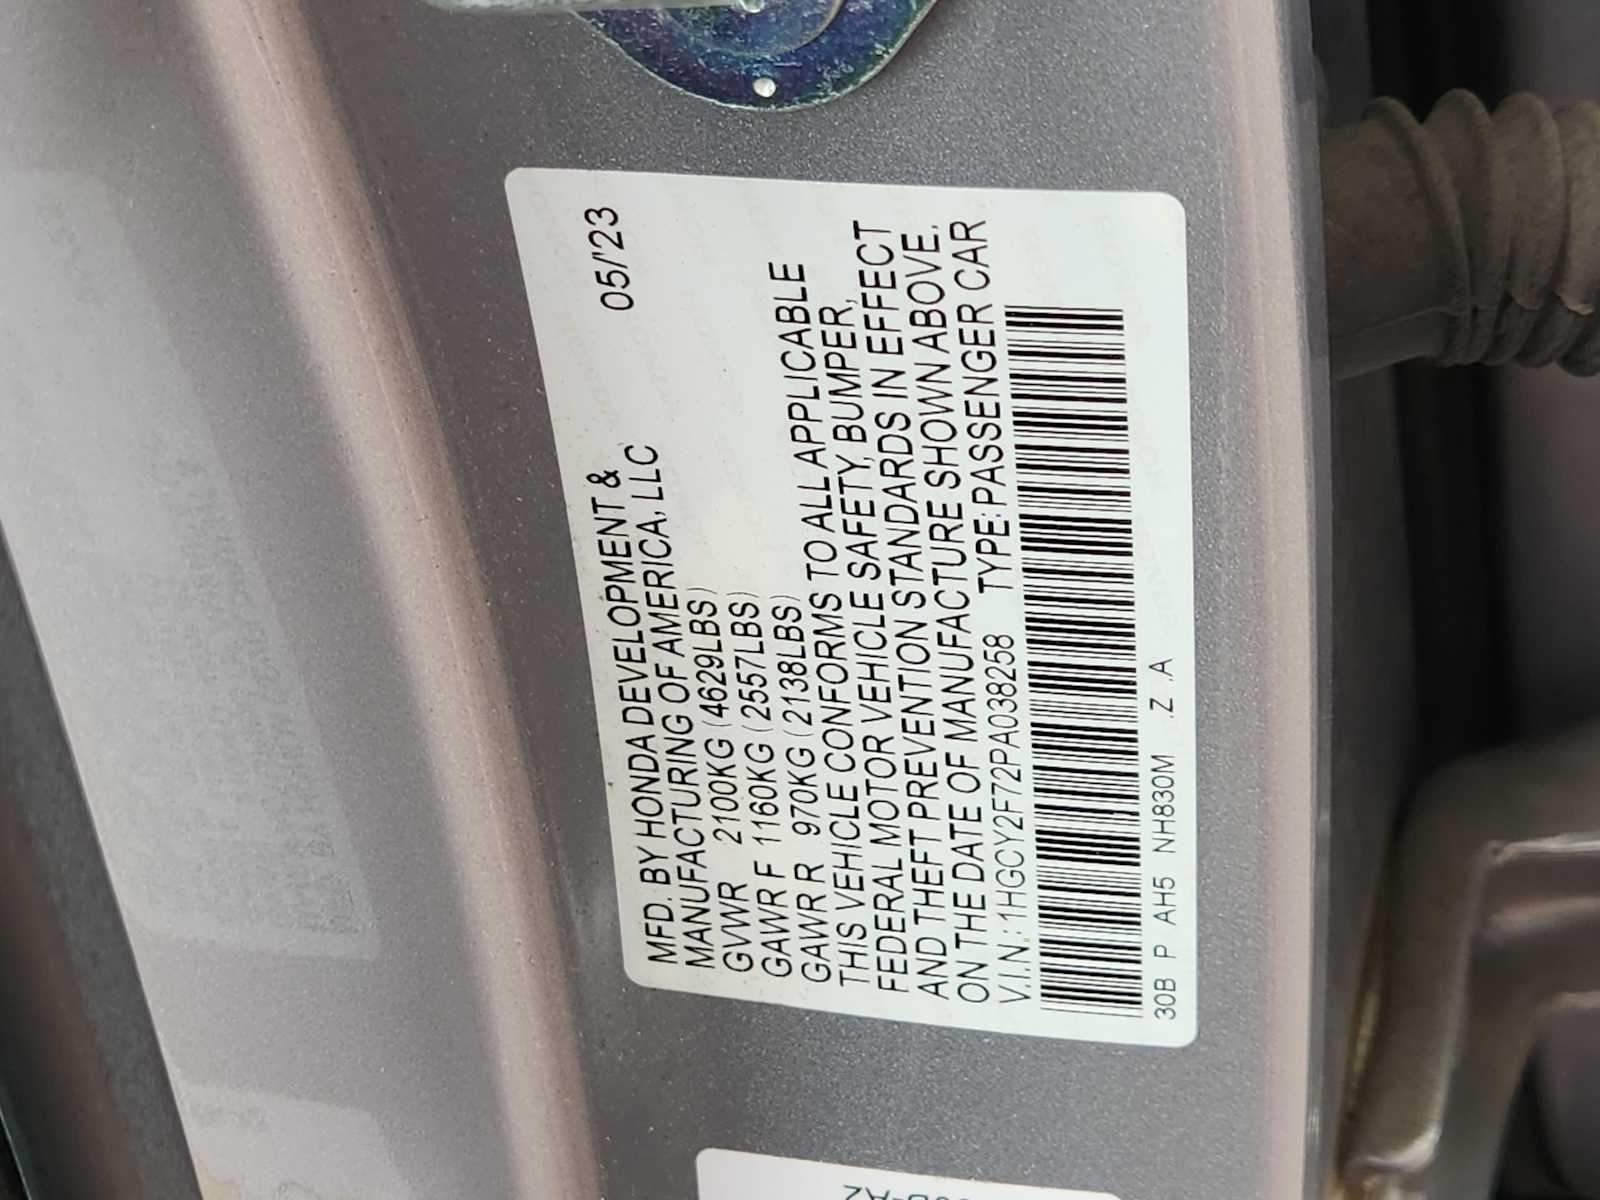 MFD. BY HONDA DEVELOPMENT & 05/'23
MANUFACTURING OF AMERICA, LLC
GVWR 2100KG (4629LBS)
GAWR F 1160KG (2557LBS)
GAWR R 970KG (2138LBS)
THIS VEHICLE CONFORMS TO ALL APPLICABLE
FEDERAL MOTOR VEHICLE SAFETY, BUMPER,
AND THEFT PREVENTION STANDARDS IN EFFECT
ON THE DATE OF MANUFACTURE SHOWN ABOVE.
V.I.N.: 1HGCY2F72PA038258 TYPE: PASSENGER CAR
30B P AH5 NH830M .Z .A